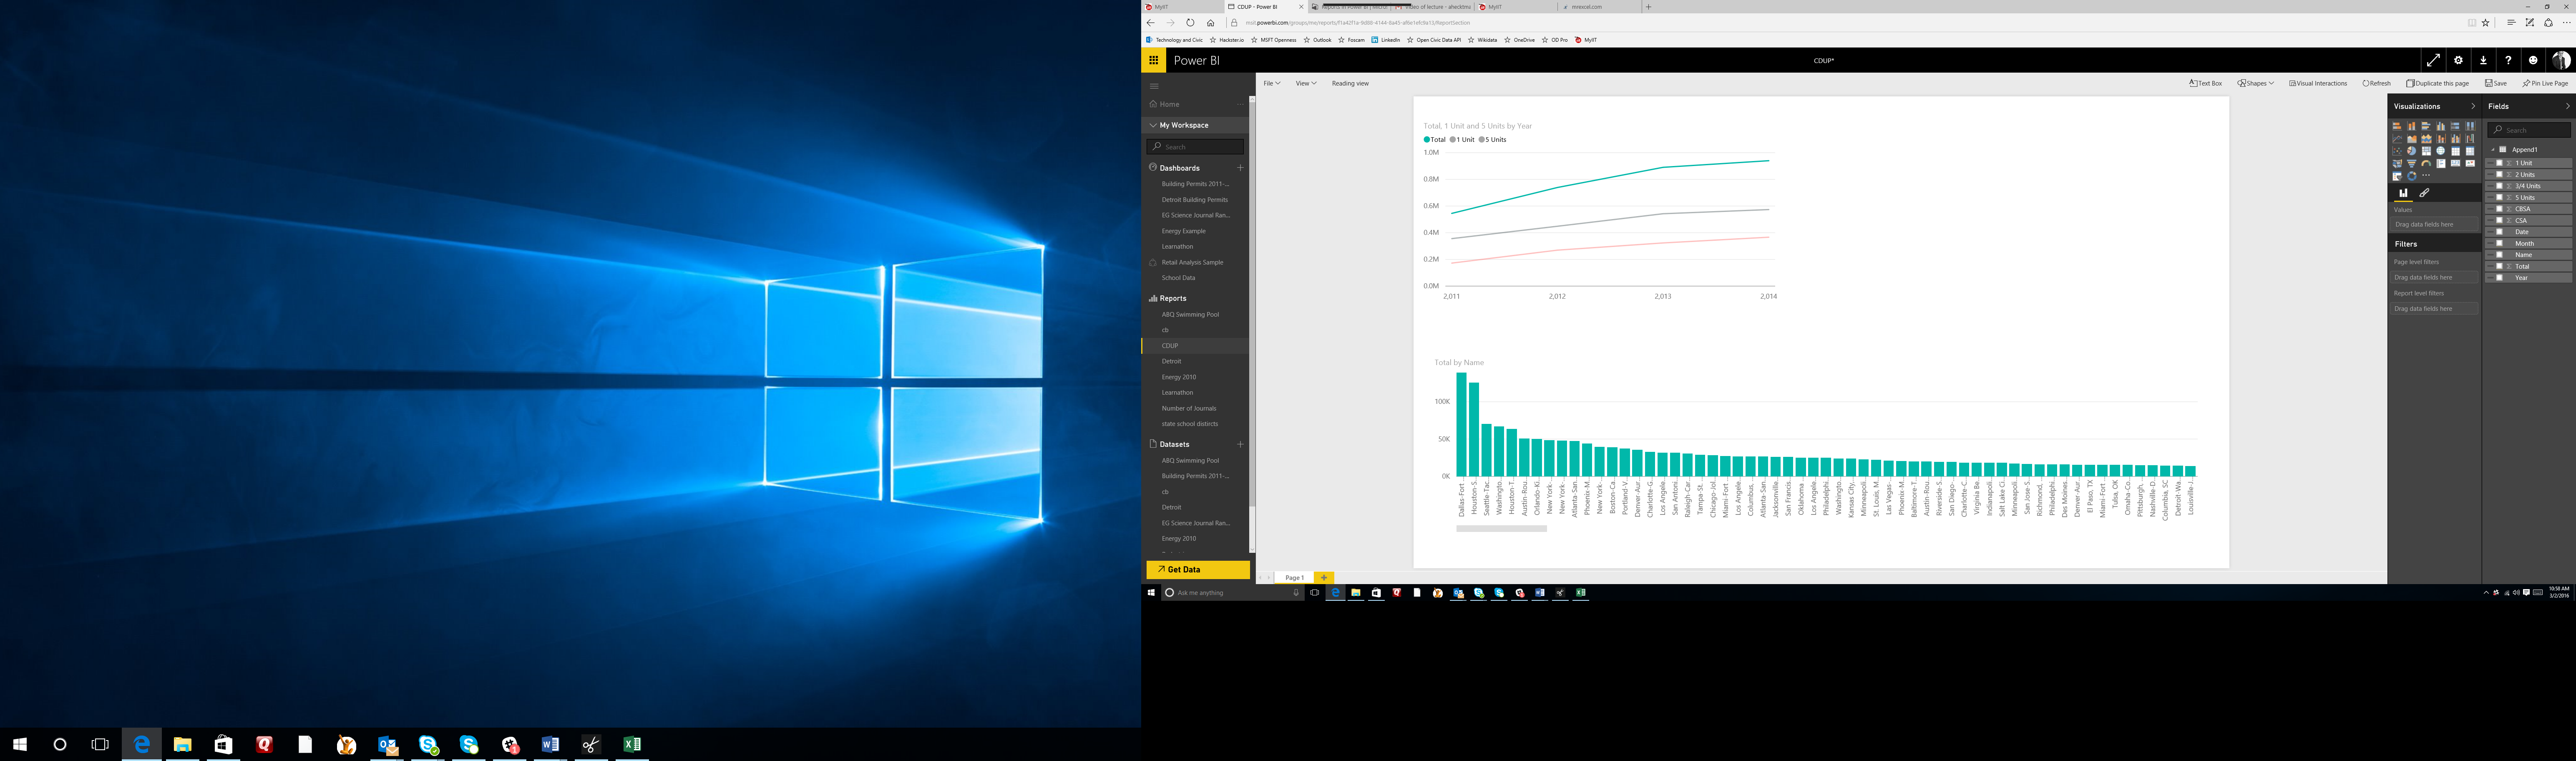 MyIIT
CDUP - Power BI
Reports in Power BI | Micros
Video of lecture - ahecktms
MyIIT
mrexcel.com
Technology and Civic
Hackster.io
MSFT Openness
Outlook
Foscam
LinkedIn
Open Civic Data API
Wikidata
OneDrive
OD Pro
MyIIT
Power BI
CDUP*
File
View
Reading view
Text Box
Shapes
Visual Interactions
Refresh
Duplicate this page
Save
Pin Live Page
Home
My Workspace
Search
Dashboards
Building Permits 2011-...
Detroit Building Permits
EG Science Journal Ran...
Energy Example
Learnathon
Retail Analysis Sample
School Data
Reports
ABQ Swimming Pool
cb
CDUP
Detroit
Energy 2010
Learnathon
Number of Journals
state school distircts
Datasets
ABQ Swimming Pool
Building Permits 2011-...
cb
Detroit
EG Science Journal Ran...
Energy 2010
Get Data
Total, 1 Unit and 5 Units by Year
Total 1 Unit 5 Units
1.0M
0.8M
0.6M
0.4M
0.2M
0.0M
2,011 2,012 2,013 2,014
Total by Name
100K
50K
0K
Dallas-Fort ...
Houston-S...
Seattle-Tac...
Washingto...
Houston-T...
Austin-Rou...
Orlando-Ki...
New York-...
New York-...
Atlanta-San...
Phoenix-M...
New York-...
Boston-Ca...
Portland-V...
Denver-Aur...
Charlotte-G...
Los Angele...
San Antoni...
Raleigh-Car...
Tampa-St. ...
Chicago-Jol...
Miami-Fort ...
Los Angele...
Columbus, ...
Atlanta-San...
Jacksonville...
San Francis...
Oklahoma ...
Los Angele...
Philadelphi...
Washingto...
Kansas City,...
Minneapoli...
St. Louis, M...
Las Vegas-...
Phoenix-M...
Baltimore-T...
Austin-Rou...
Riverside-S...
San Diego-...
Charlotte-C...
Virginia Be...
Indianapoli...
Salt Lake Ci...
Minneapoli...
San Jose-S...
Richmond, ...
Philadelphi...
Des Moines...
Denver-Aur...
El Paso, TX
Miami-Fort ...
Tulsa, OK
Omaha-Co...
Pittsburgh, ...
Nashville-D...
Columbia, SC
Detroit-Wa...
Louisville-J...
Page 1
Visualizations
Values
Drag data fields here
Filters
Page level filters
Drag data fields here
Report level filters
Drag data fields here
Fields
Search
Append1
1 Unit
2 Units
3/4 Units
5 Units
CBSA
CSA
Date
Month
Name
Total
Year
Ask me anything
10:58 AM
3/2/2016